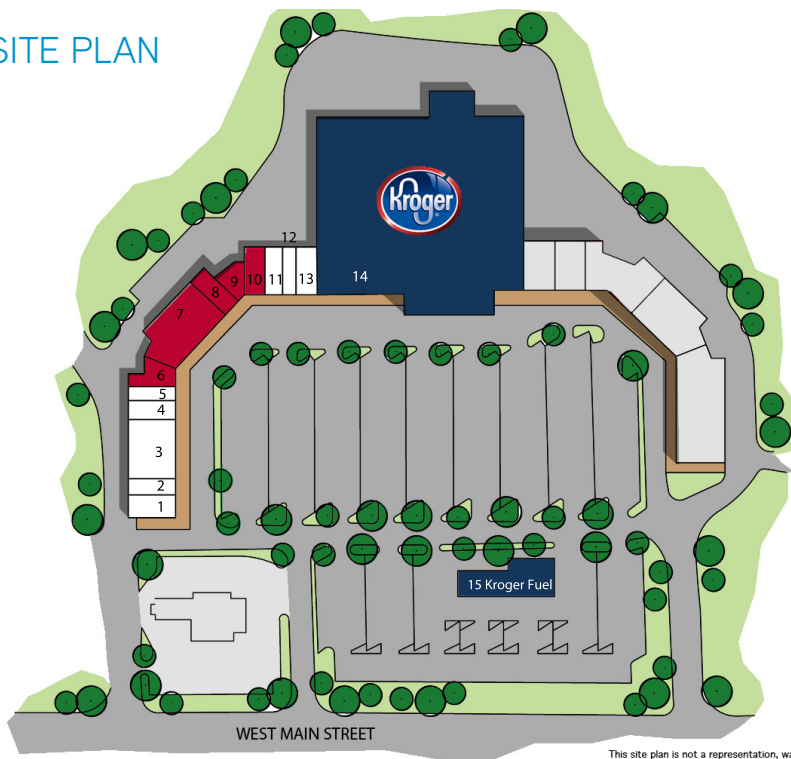 SITE PLAN
Kroger
12
10
11
13
14
9
8
7
6
5
4
3
2
1
15 Kroger Fuel
WEST MAIN STREET
This site plan is not a representation,